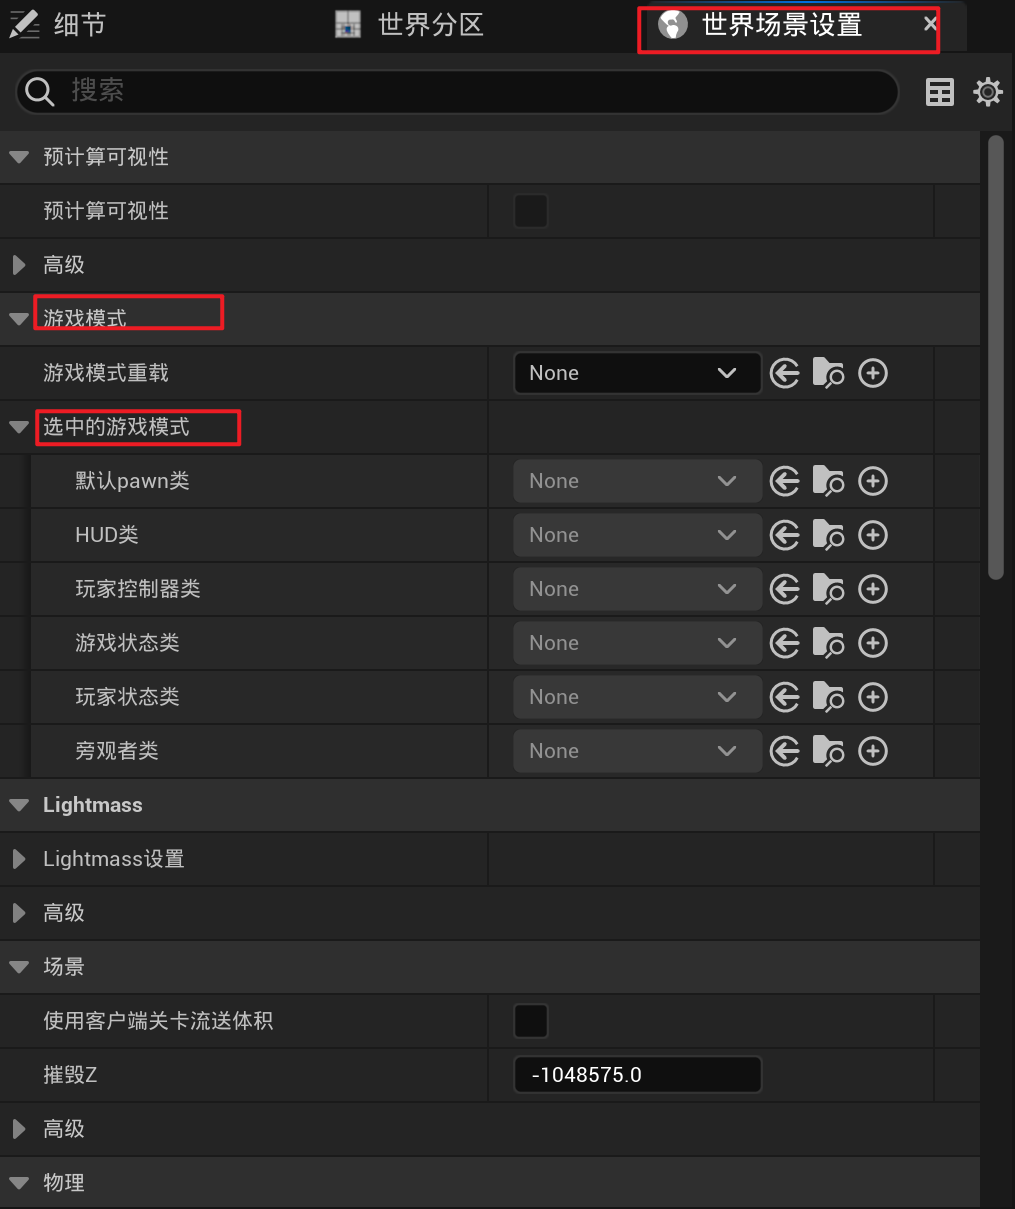 细节 世界分区 世界场景设置
搜索
预计算可视性
预计算可视性
高级
游戏模式
游戏模式重载 None
选中的游戏模式
默认pawn类 None
HUD类 None
玩家控制器类 None
游戏状态类 None
玩家状态类 None
旁观者类 None
Lightmass
Lightmass设置
高级
场景
使用客户端关卡流送体积
摧毁Z -1048575.0
高级
物理